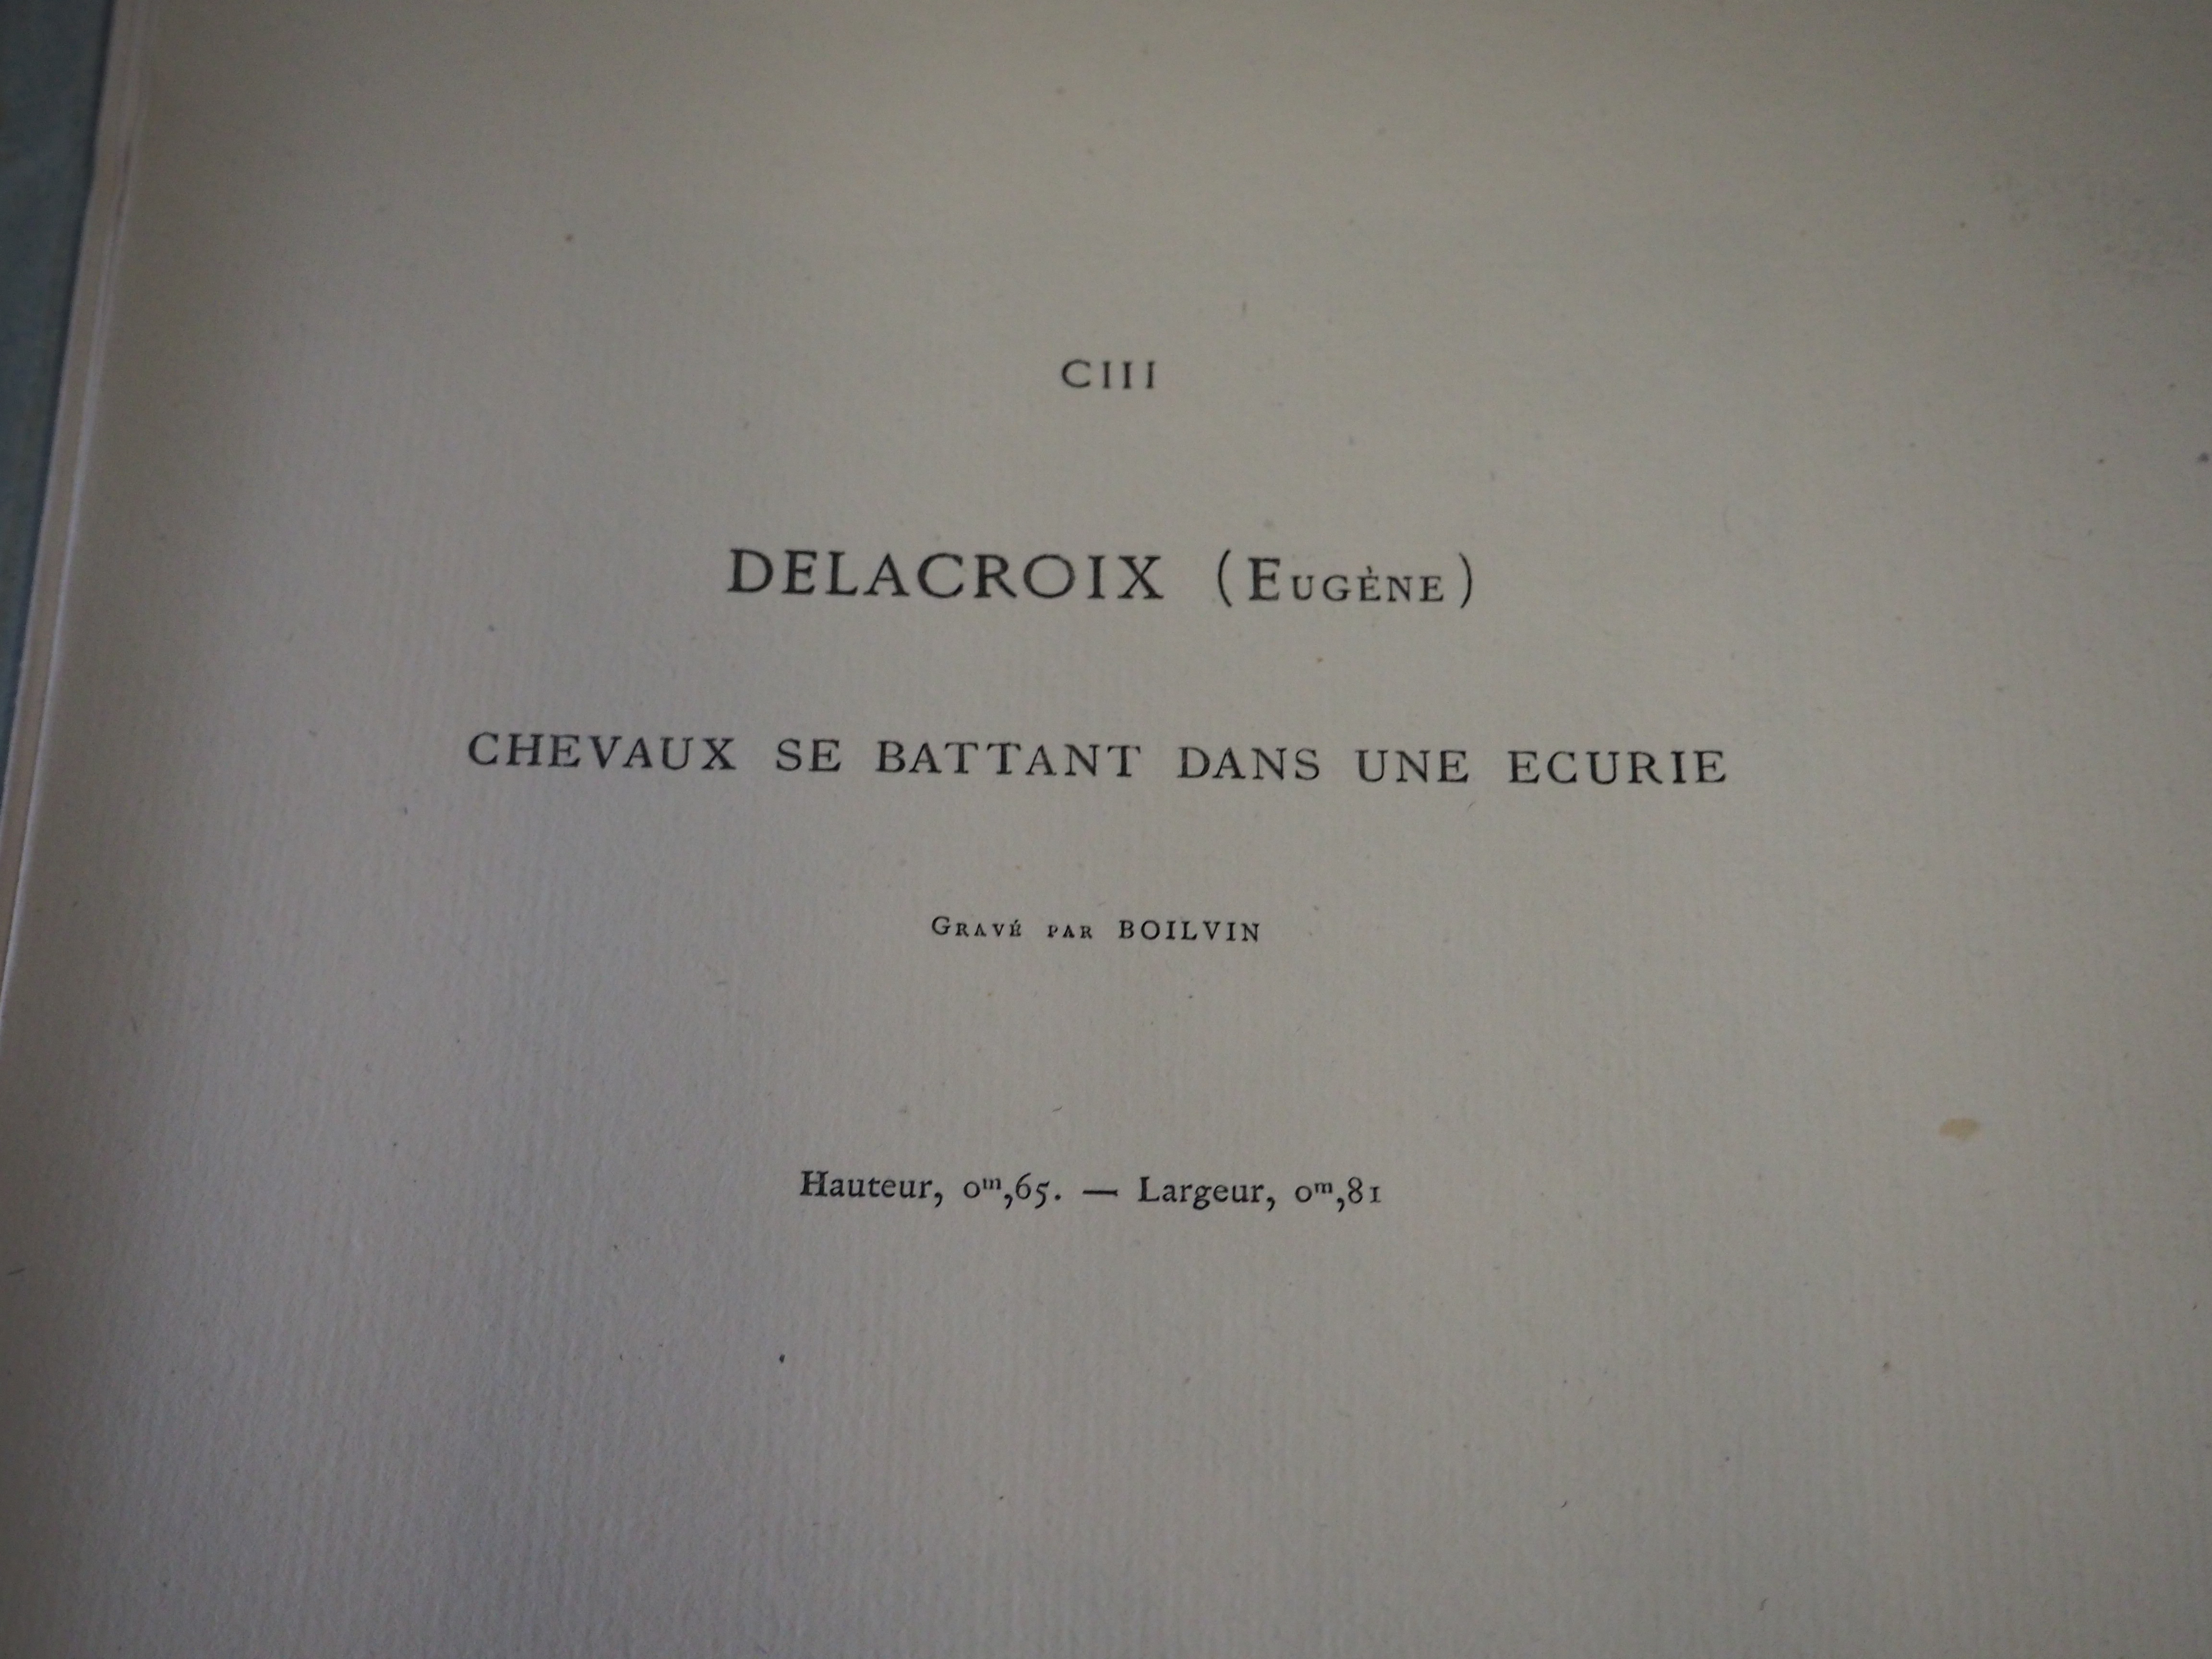 CIII
DELACROIX (EUGÈNE)
CHEVAUX SE BATTANT DANS UNE ECURIE
GRAVÉ PAR BOILVIN
Hauteur, 0ᵐ,65. — Largeur, 0ᵐ,81